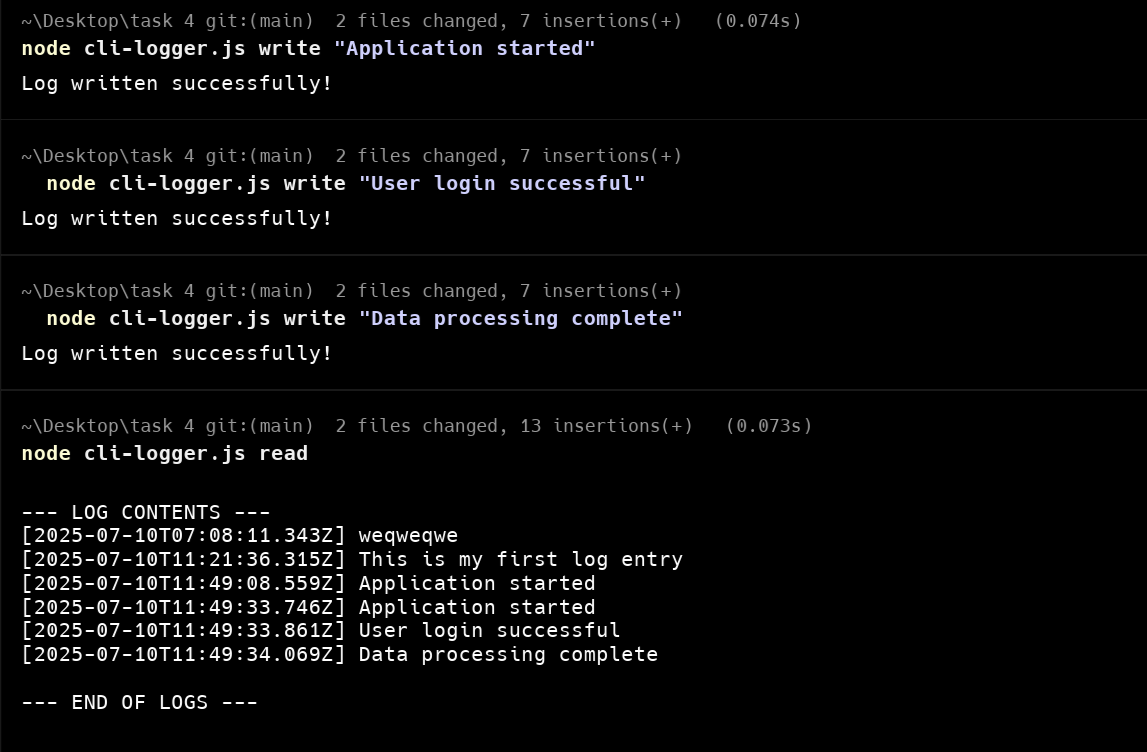 ~\Desktop\task 4 git:(main)  2 files changed, 7 insertions(+)   (0.074s)
node cli-logger.js write "Application started"
Log written successfully!
~\Desktop\task 4 git:(main)  2 files changed, 7 insertions(+)
  node cli-logger.js write "User login successful"
Log written successfully!
~\Desktop\task 4 git:(main)  2 files changed, 7 insertions(+)
  node cli-logger.js write "Data processing complete"
Log written successfully!
~\Desktop\task 4 git:(main)  2 files changed, 13 insertions(+)   (0.073s)
node cli-logger.js read
--- LOG CONTENTS ---
[2025-07-10T07:08:11.343Z] weqweqwe
[2025-07-10T11:21:36.315Z] This is my first log entry
[2025-07-10T11:49:08.559Z] Application started
[2025-07-10T11:49:33.746Z] Application started
[2025-07-10T11:49:33.861Z] User login successful
[2025-07-10T11:49:34.069Z] Data processing complete
--- END OF LOGS ---